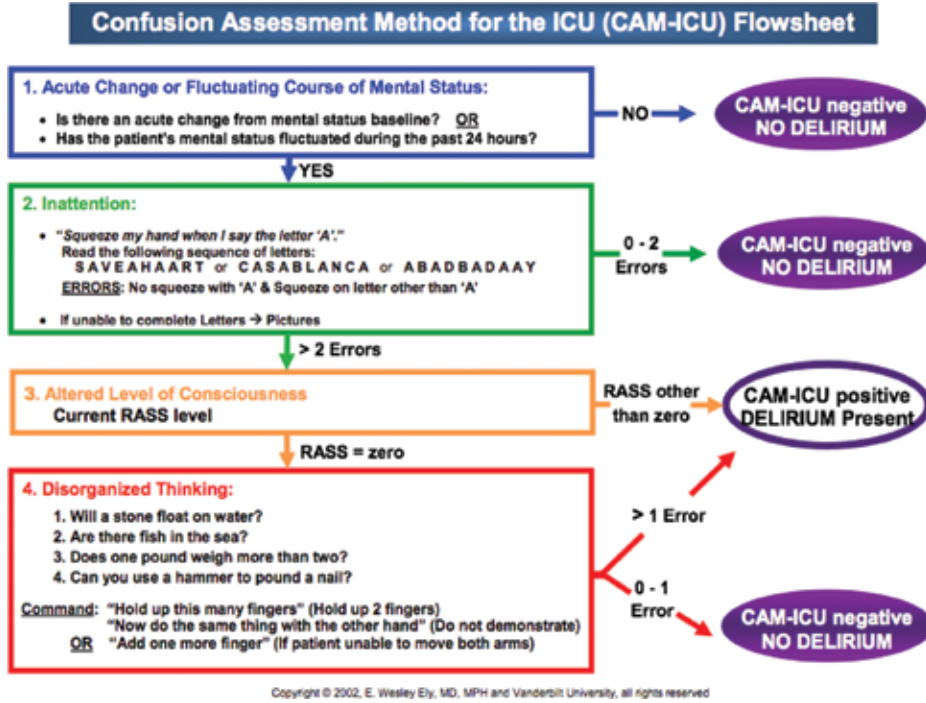 Confusion Assessment Method for the ICU (CAM-ICU) Flowsheet
1. Acute Change or Fluctuating Course of Mental Status:
• Is there an acute change from mental status baseline? OR
• Has the patient's mental status fluctuated during the past 24 hours?
NO
CAM-ICU negative
NO DELIRIUM
YES
2. Inattention:
• "Squeeze my hand when I say the letter 'A'."
Read the following sequence of letters:
S A V E A H A A R T or C A S A B L A N C A or A B A D B A D A A Y
ERRORS: No squeeze with 'A' & Squeeze on letter other than 'A'
• If unable to complete Letters → Pictures
0 - 2
Errors
CAM-ICU negative
NO DELIRIUM
> 2 Errors
3. Altered Level of Consciousness
Current RASS level
RASS other
than zero
CAM-ICU positive
DELIRIUM Present
RASS = zero
4. Disorganized Thinking:
1. Will a stone float on water?
2. Are there fish in the sea?
3. Does one pound weigh more than two?
4. Can you use a hammer to pound a nail?
Command: "Hold up this many fingers" (Hold up 2 fingers)
"Now do the same thing with the other hand" (Do not demonstrate)
OR "Add one more finger" (If patient unable to move both arms)
> 1 Error
0 - 1
Error
CAM-ICU negative
NO DELIRIUM
Copyright © 2002, E. Wesley Ely, MD, MPH and Vanderbilt University, all rights reserved